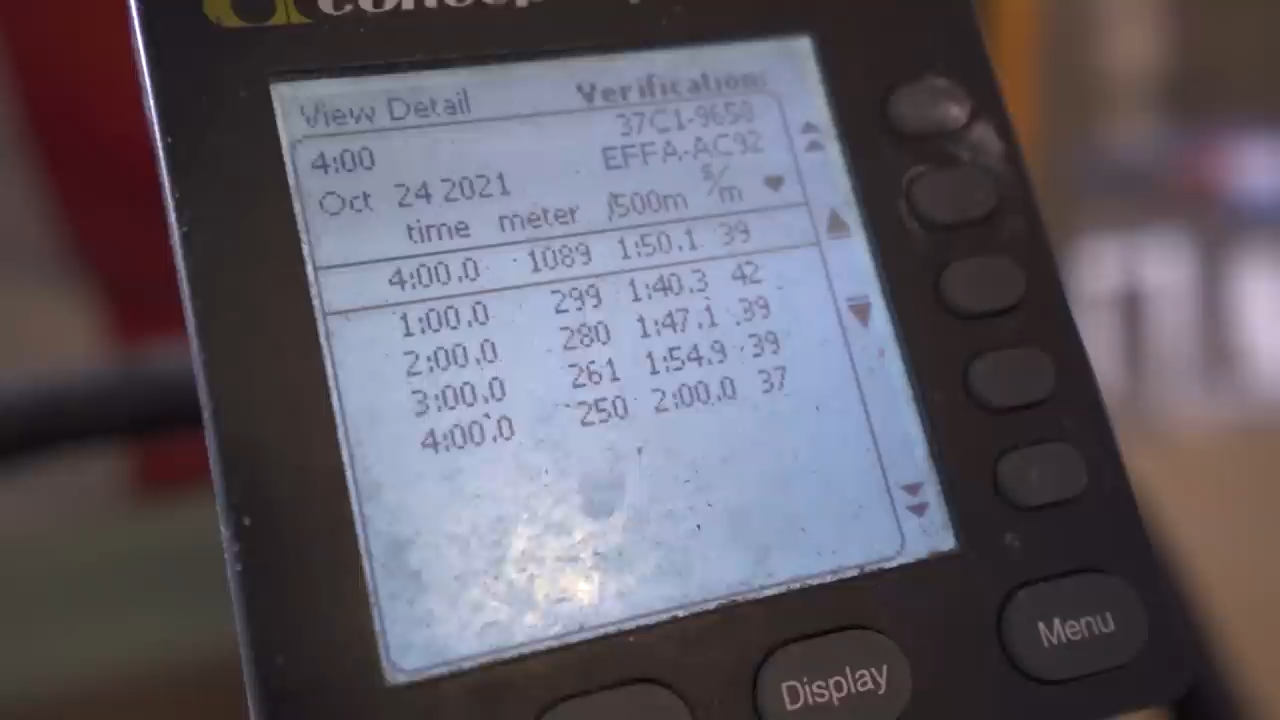 View Detail Verification:
4:00 37C1-9650
Oct 24 2021 EFFA-AC92
time meter /500m s/m
4:00.0 1089 1:50.1 39
1:00.0 299 1:40.3 42
2:00.0 280 1:47.1 39
3:00.0 261 1:54.9 39
4:00.0 250 2:00.0 37
Display
Menu